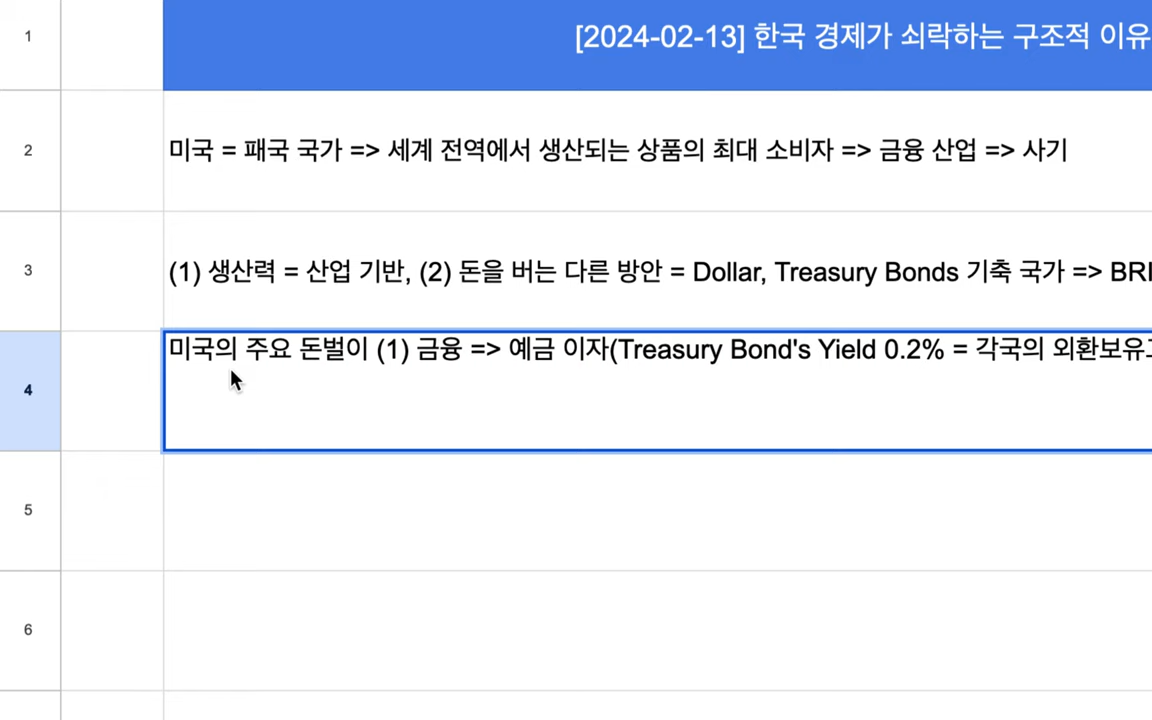 1
[2024-02-13] 한국 경제가 쇠락하는 구조적 이유
2
미국 = 패국 국가 => 세계 전역에서 생산되는 상품의 최대 소비자 => 금융 산업 => 사기
3
(1) 생산력 = 산업 기반, (2) 돈을 버는 다른 방안 = Dollar, Treasury Bonds 기축 국가 => BRI
4
미국의 주요 돈벌이 (1) 금융 => 예금 이자(Treasury Bond's Yield 0.2% = 각국의 외환보유
5
6